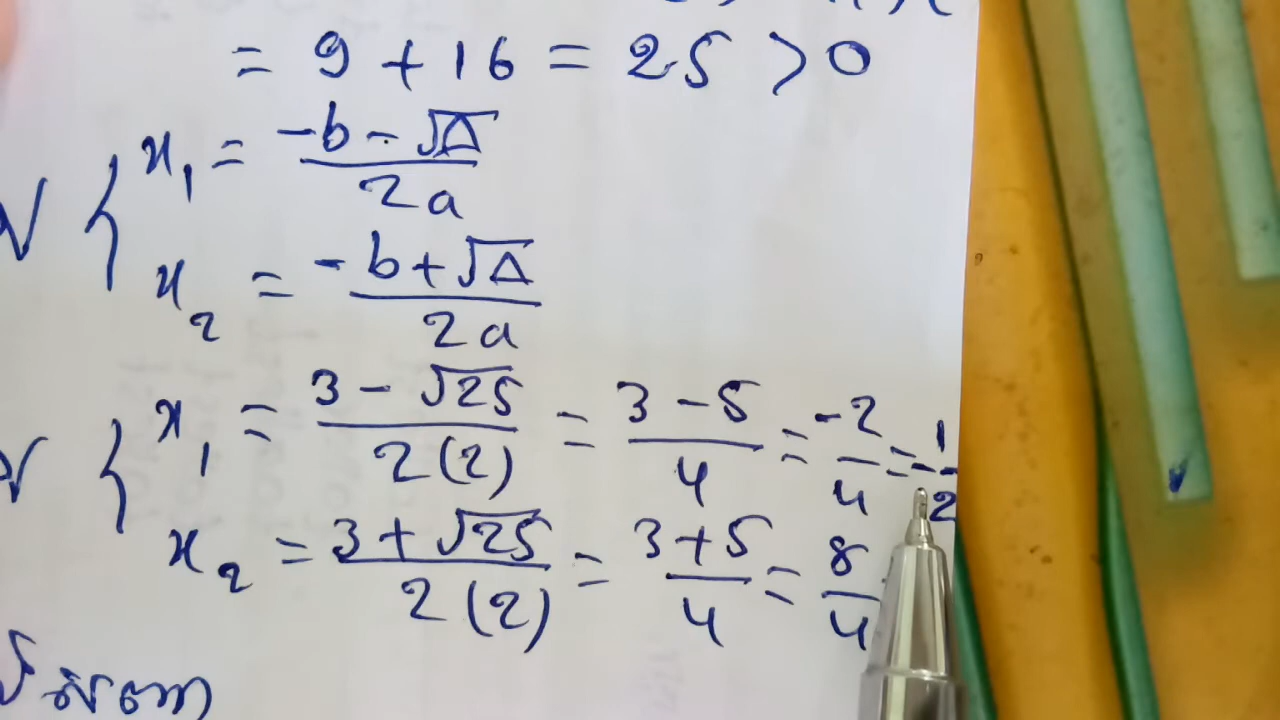 = 9 + 16 = 25 > 0
{ x₁ = (-b - √Δ) / 2a
x₂ = (-b + √Δ) / 2a
{ x₁ = (3 - √25) / 2(2) = (3 - 5) / 4 = -2 / 4 = - 1 / 2
x₂ = (3 + √25) / 2(2) = (3 + 5) / 4 = 8 / 4